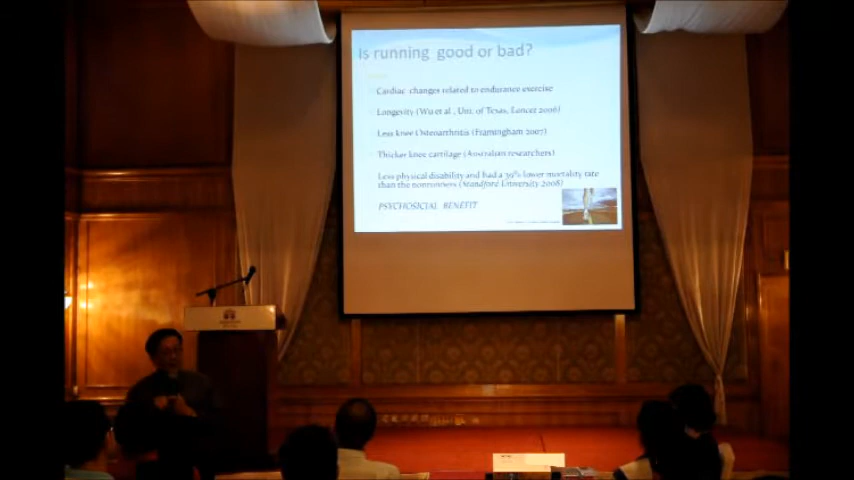 Is running good or bad?
Cardiac changes related to endurance exercise
Longevity (Wu et al., Uni. of Texas, Lancet 2006)
Less knee Osteoarthritis (Framingham 2007)
Thicker knee cartilage (Australian researchers)
Less physical disability and had a 39% lower mortality rate
than the nonrunners (Standford University 2008)
PSYCHOSICIAL BENEFIT